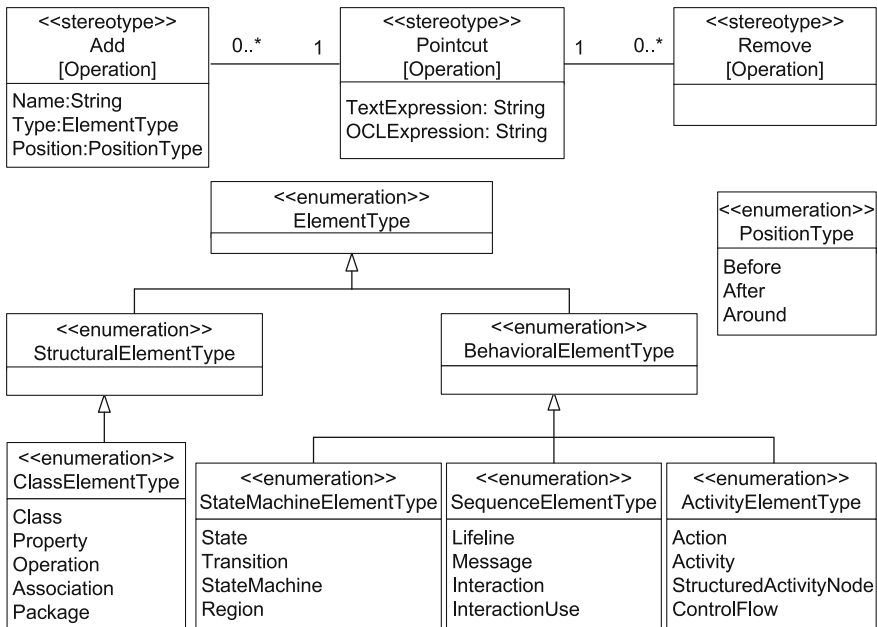 <<stereotype>>
Add
[Operation]
Name:String
Type:ElementType
Position:PositionType
0..*
1
<<stereotype>>
Pointcut
[Operation]
TextExpression: String
OCLExpression: String
1
0..*
<<stereotype>>
Remove
[Operation]
<<enumeration>>
ElementType
<<enumeration>>
PositionType
Before
After
Around
<<enumeration>>
StructuralElementType
<<enumeration>>
BehavioralElementType
<<enumeration>>
ClassElementType
Class
Property
Operation
Association
Package
<<enumeration>>
StateMachineElementType
State
Transition
StateMachine
Region
<<enumeration>>
SequenceElementType
Lifeline
Message
Interaction
InteractionUse
<<enumeration>>
ActivityElementType
Action
Activity
StructuredActivityNode
ControlFlow